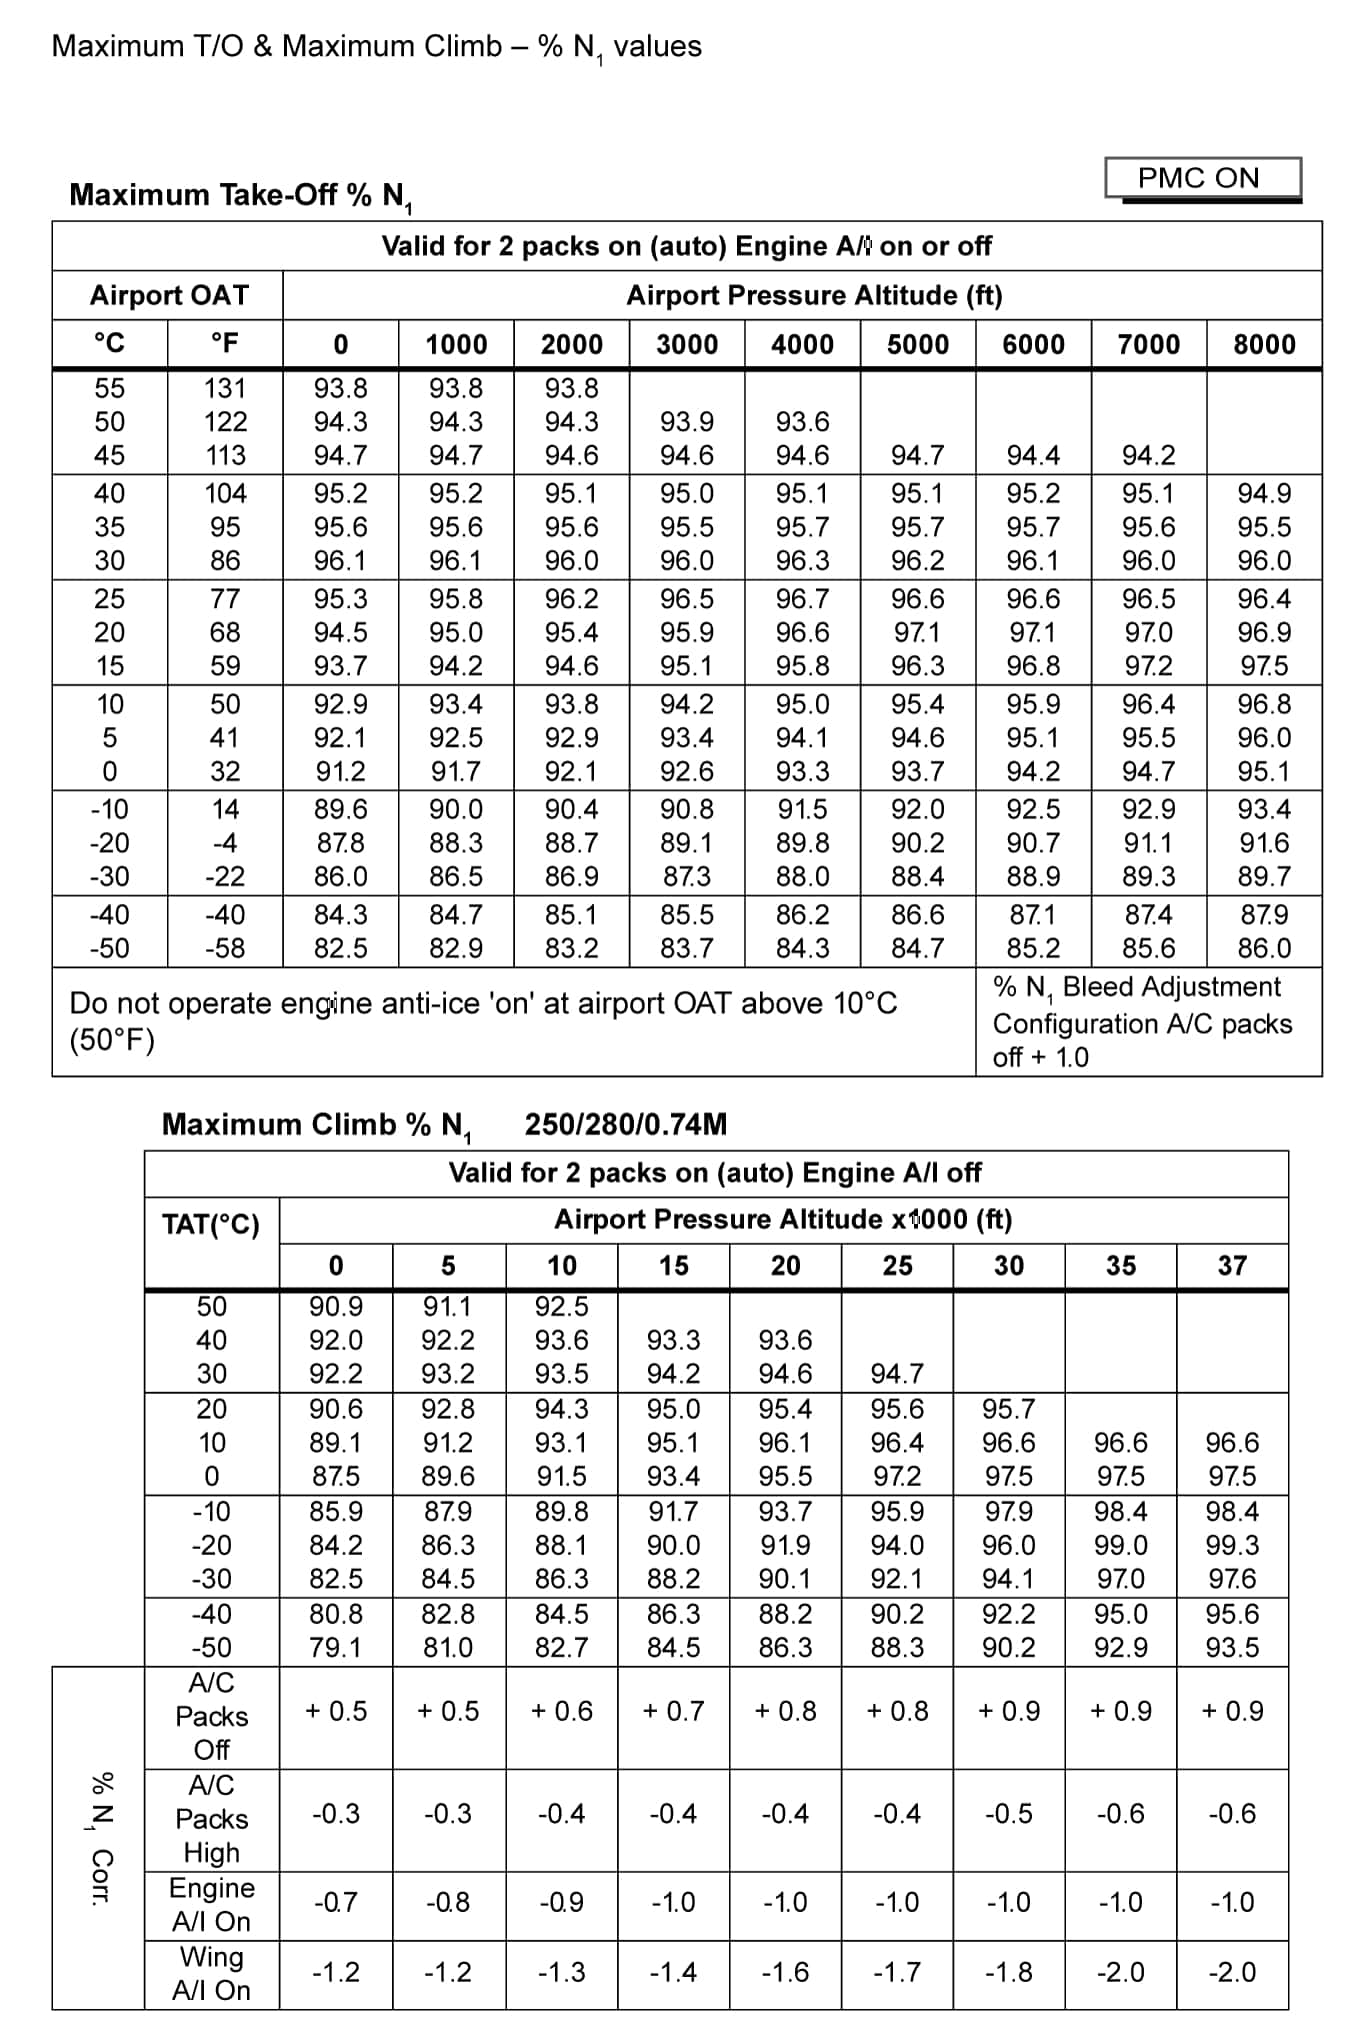 Maximum T/O & Maximum Climb – % N1 values
PMC ON
Maximum Take-Off % N1
Valid for 2 packs on (auto) Engine A/I on or off
Airport OAT Airport Pressure Altitude (ft)
°C °F 0 1000 2000 3000 4000 5000 6000 7000 8000
55 131 93.8 93.8 93.8
50 122 94.3 94.3 94.3 93.9 93.6
45 113 94.7 94.7 94.6 94.6 94.6 94.7 94.4 94.2
40 104 95.2 95.2 95.1 95.0 95.1 95.1 95.2 95.1 94.9
35 95 95.6 95.6 95.6 95.5 95.7 95.7 95.7 95.6 95.5
30 86 96.1 96.1 96.0 96.0 96.3 96.2 96.1 96.0 96.0
25 77 95.3 95.8 96.2 96.5 96.7 96.6 96.6 96.5 96.4
20 68 94.5 95.0 95.4 95.9 96.6 97.1 97.1 97.0 96.9
15 59 93.7 94.2 94.6 95.1 95.8 96.3 96.8 97.2 97.5
10 50 92.9 93.4 93.8 94.2 95.0 95.4 95.9 96.4 96.8
5 41 92.1 92.5 92.9 93.4 94.1 94.6 95.1 95.5 96.0
0 32 91.2 91.7 92.1 92.6 93.3 93.7 94.2 94.7 95.1
-10 14 89.6 90.0 90.4 90.8 91.5 92.0 92.5 92.9 93.4
-20 -4 87.8 88.3 88.7 89.1 89.8 90.2 90.7 91.1 91.6
-30 -22 86.0 86.5 86.9 87.3 88.0 88.4 88.9 89.3 89.7
-40 -40 84.3 84.7 85.1 85.5 86.2 86.6 87.1 87.4 87.9
-50 -58 82.5 82.9 83.2 83.7 84.3 84.7 85.2 85.6 86.0
Do not operate engine anti-ice 'on' at airport OAT above 10°C
(50°F)
% N1 Bleed Adjustment
Configuration A/C packs
off + 1.0
Maximum Climb % N1 250/280/0.74M
Valid for 2 packs on (auto) Engine A/I off
TAT(°C) Airport Pressure Altitude x1000 (ft)
0 5 10 15 20 25 30 35 37
50 90.9 91.1 92.5
40 92.0 92.2 93.6 93.3 93.6
30 92.2 93.2 93.5 94.2 94.6 94.7
20 90.6 92.8 94.3 95.0 95.4 95.6 95.7
10 89.1 91.2 93.1 95.1 96.1 96.4 96.6 96.6 96.6
0 87.5 89.6 91.5 93.4 95.5 97.2 97.5 97.5 97.5
-10 85.9 87.9 89.8 91.7 93.7 95.9 97.9 98.4 98.4
-20 84.2 86.3 88.1 90.0 91.9 94.0 96.0 99.0 99.3
-30 82.5 84.5 86.3 88.2 90.1 92.1 94.1 97.0 97.6
-40 80.8 82.8 84.5 86.3 88.2 90.2 92.2 95.0 95.6
-50 79.1 81.0 82.7 84.5 86.3 88.3 90.2 92.9 93.5
% N1 Corr.
A/C
Packs
Off
+ 0.5 + 0.5 + 0.6 + 0.7 + 0.8 + 0.8 + 0.9 + 0.9 + 0.9
A/C
Packs
High
-0.3 -0.3 -0.4 -0.4 -0.4 -0.4 -0.5 -0.6 -0.6
Engine
A/I On
-0.7 -0.8 -0.9 -1.0 -1.0 -1.0 -1.0 -1.0 -1.0
Wing
A/I On
-1.2 -1.2 -1.3 -1.4 -1.6 -1.7 -1.8 -2.0 -2.0